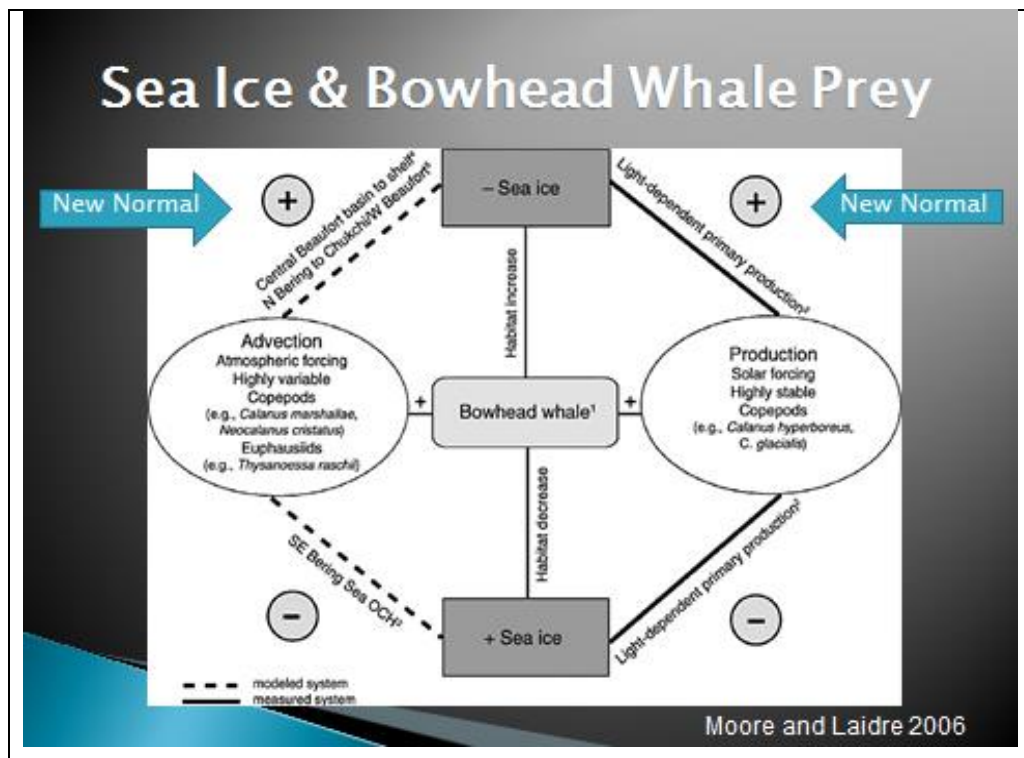 Sea Ice & Bowhead Whale Prey
New Normal
New Normal
+
+
Central Beaufort basin to shelf⁴
N Bering to Chukchi/W Beaufort⁵
– Sea ice
Light-dependent primary production²
Habitat increase
Advection
Atmospheric forcing
Highly variable
Copepods
(e.g., Calanus marshallae,
Neocalanus cristatus)
Euphausiids
(e.g., Thysanoessa raschii)
+
Bowhead whale¹
+
Production
Solar forcing
Highly stable
Copepods
(e.g., Calanus hyperboreus,
C. glacialis)
Habitat decrease
SE Bering Sea OCH³
Light-dependent primary production²
–
–
+ Sea ice
modeled system
measured system
Moore and Laidre 2006